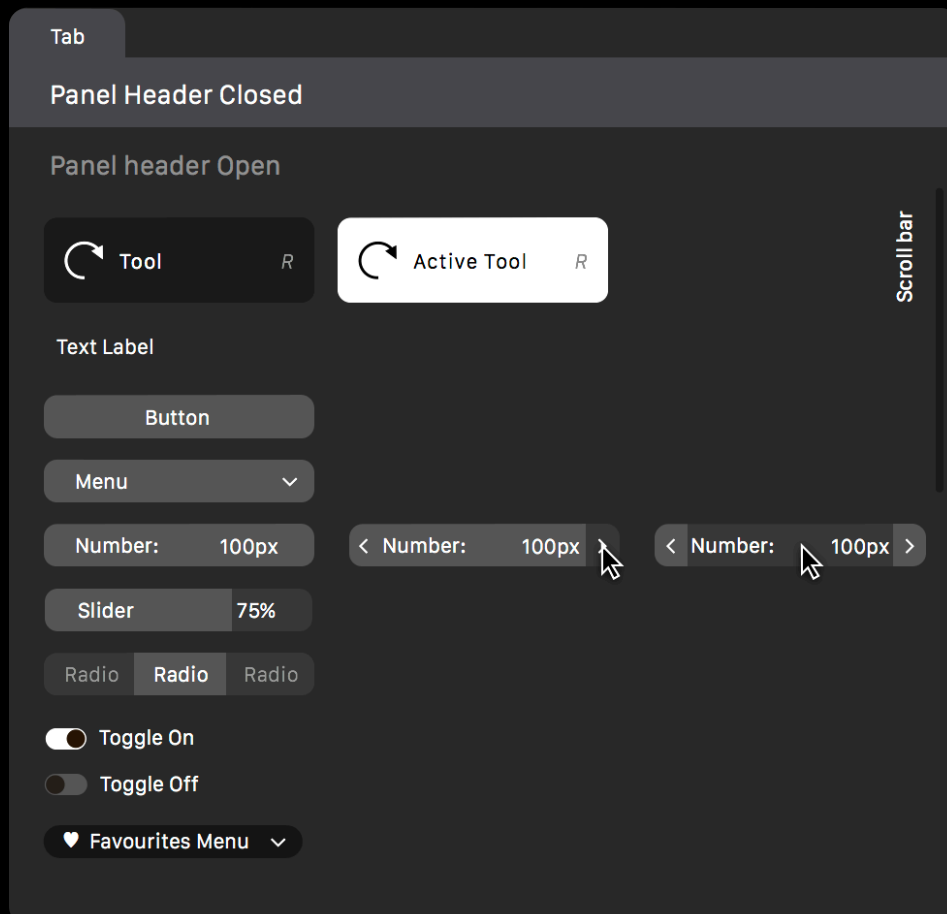 Tab
Panel Header Closed
Panel header Open
Tool R
Active Tool R
Scroll bar
Text Label
Button
Menu
Number: 100px
Number: 100px
Number: 100px
Slider 75%
Radio Radio Radio
Toggle On
Toggle Off
Favourites Menu